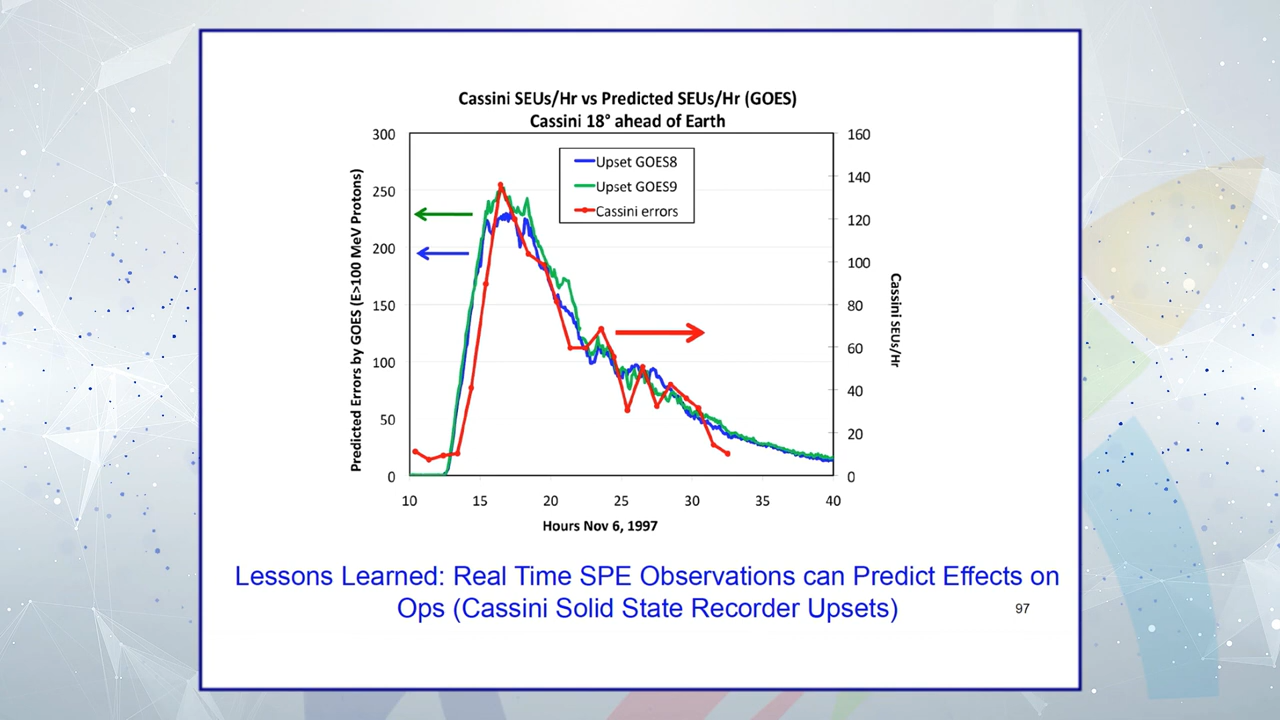 Cassini SEUs/Hr vs Predicted SEUs/Hr (GOES)
Cassini 18° ahead of Earth
300
250
200
150
100
50
0
Predicted Errors by GOES (E>100 MeV Protons)
Upset GOES8
Upset GOES9
Cassini errors
160
140
120
100
80
60
40
20
0
Cassini SEUs/Hr
10 15 20 25 30 35 40
Hours Nov 6, 1997
Lessons Learned: Real Time SPE Observations can Predict Effects on
Ops (Cassini Solid State Recorder Upsets)
97